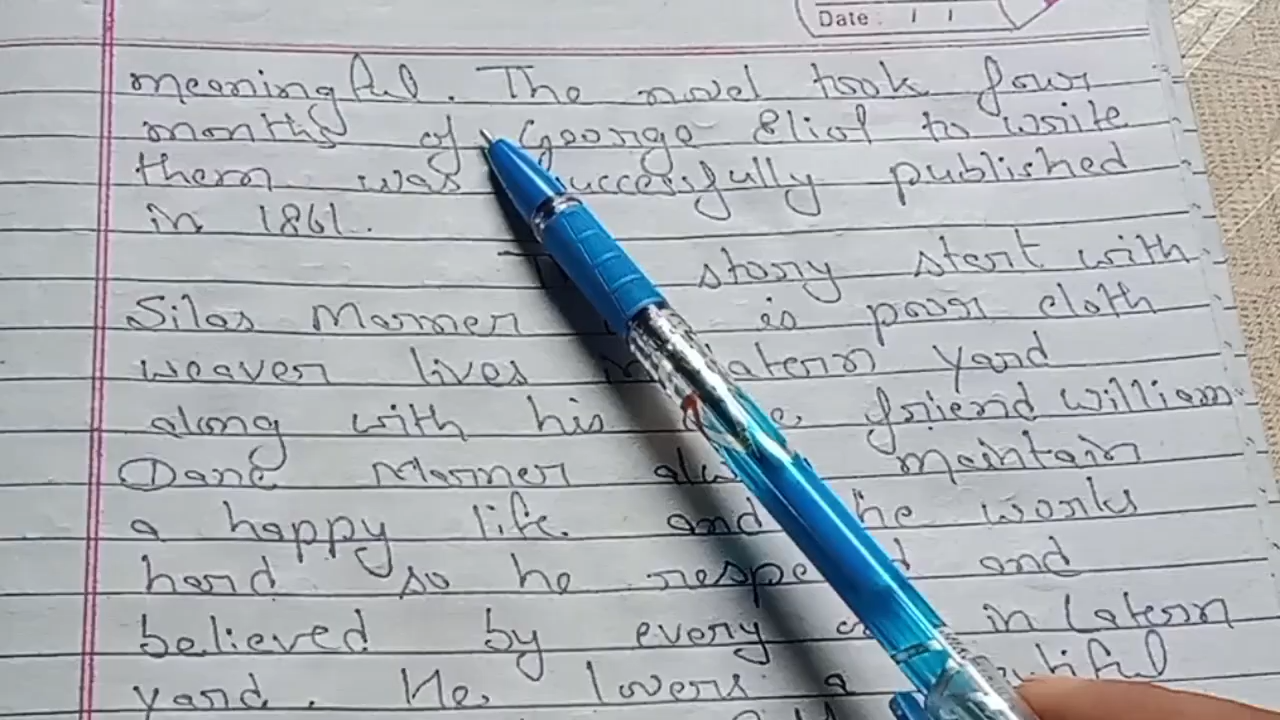 Date : / /
meaningful. The novel took four
months of George Eliot to write
them was successfully published
in 1861.
story start with
Silas Marner is poor cloth
weaver lives in latern yard
along with his friend William
Dane Marner maintain
a happy life. and he works
hard so he and
believed by every in latern
yard. He lovers a